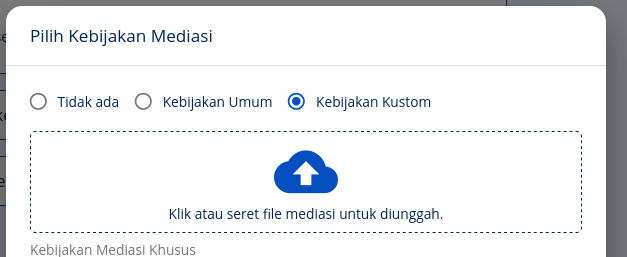 Pilih Kebijakan Mediasi
Tidak ada Kebijakan Umum Kebijakan Kustom
Klik atau seret file mediasi untuk diunggah.
Kebijakan Mediasi Khusus